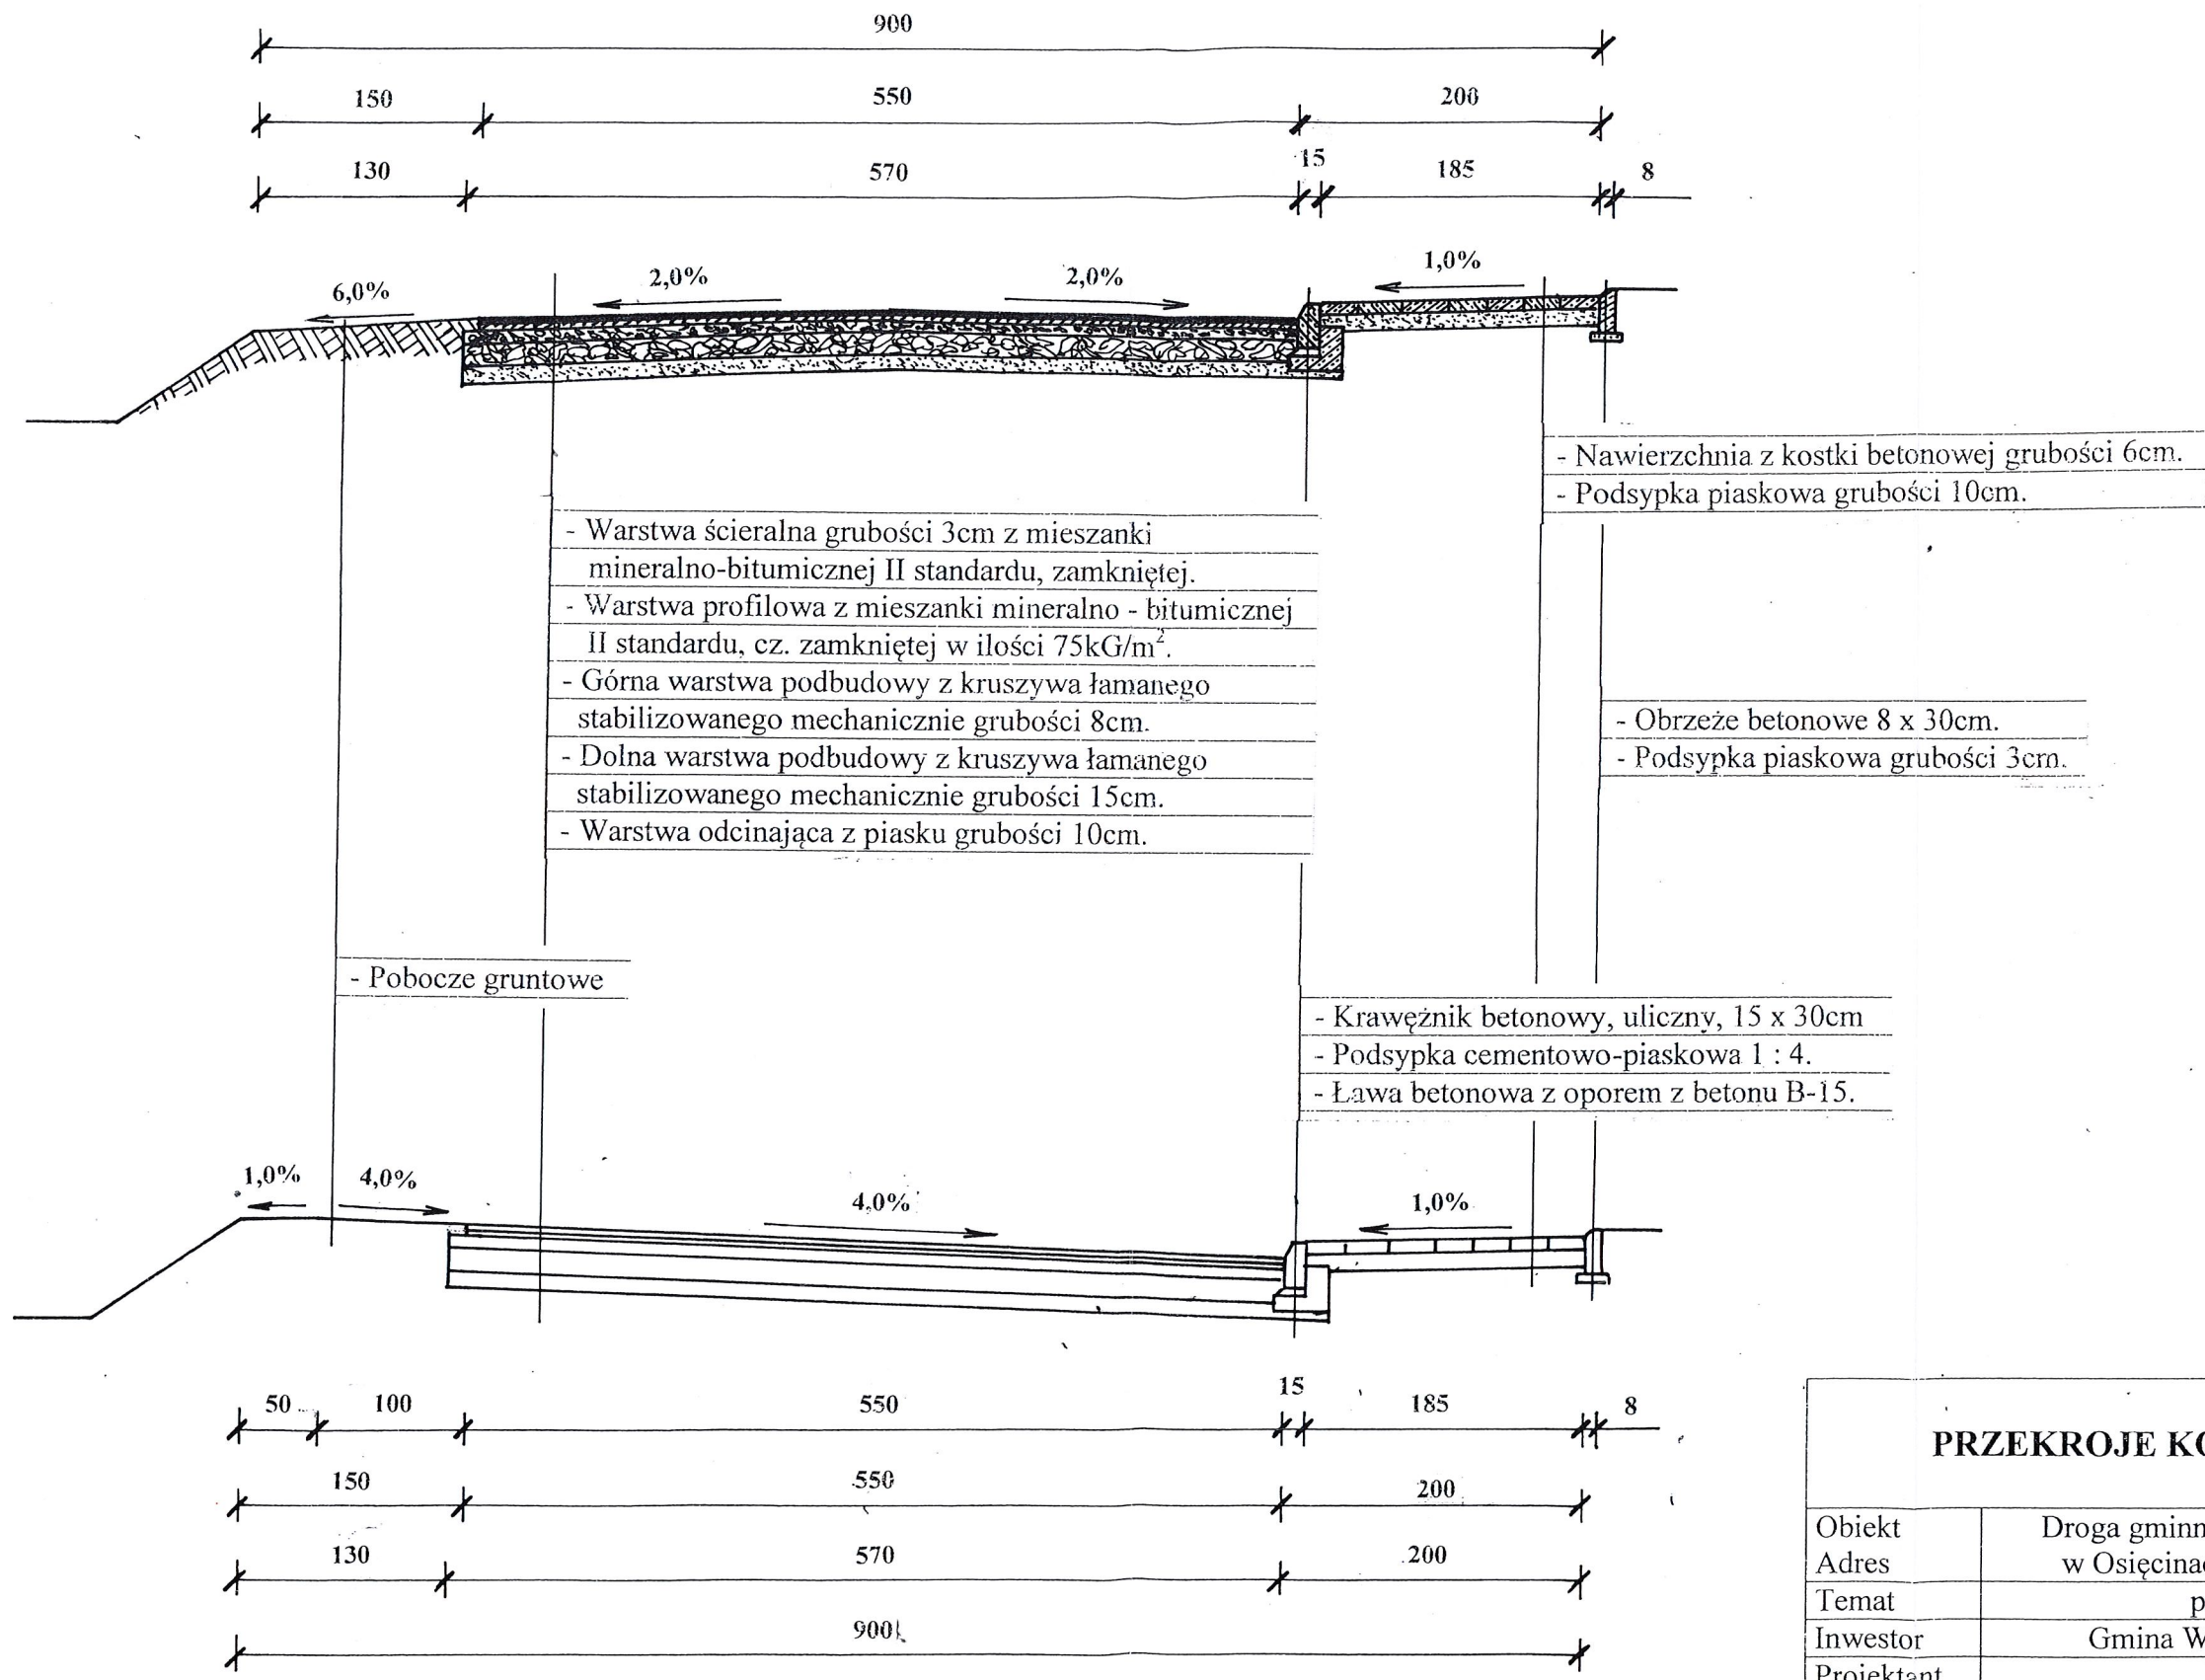 900
150 550 200
130 570 15 185 8
6,0% 2,0% 2,0% 1,0%
- Nawierzchnia z kostki betonowej grubości 6cm.
- Podsypka piaskowa grubości 10cm.
- Warstwa ścieralna grubości 3cm z mieszanki
mineralno-bitumicznej II standardu, zamkniętej.
- Warstwa profilowa z mieszanki mineralno - bitumicznej
II standardu, cz. zamkniętej w ilości 75kG/m².
- Górna warstwa podbudowy z kruszywa łamanego
stabilizowanego mechanicznie grubości 8cm.
- Dolna warstwa podbudowy z kruszywa łamanego
stabilizowanego mechanicznie grubości 15cm.
- Warstwa odcinająca z piasku grubości 10cm.
- Obrzeże betonowe 8 x 30cm.
- Podsypka piaskowa grubości 3cm.
- Pobocze gruntowe
- Krawężnik betonowy, uliczny, 15 x 30cm
- Podsypka cementowo-piaskowa 1 : 4.
- Ława betonowa z oporem z betonu B-15.
1,0% 4,0% 4,0% 1,0%
50 100 550 15 185 8
150 550 200
130 570 200
900
PRZEKROJE
Obiekt Droga
Adres w
Temat
Inwestor Gmina
Projektant